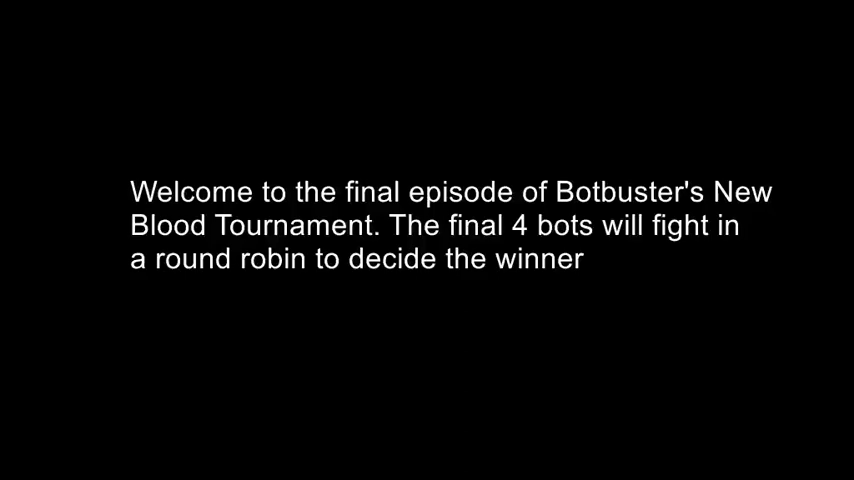 Welcome to the final episode of Botbuster's New
Blood Tournament. The final 4 bots will fight in
a round robin to decide the winner